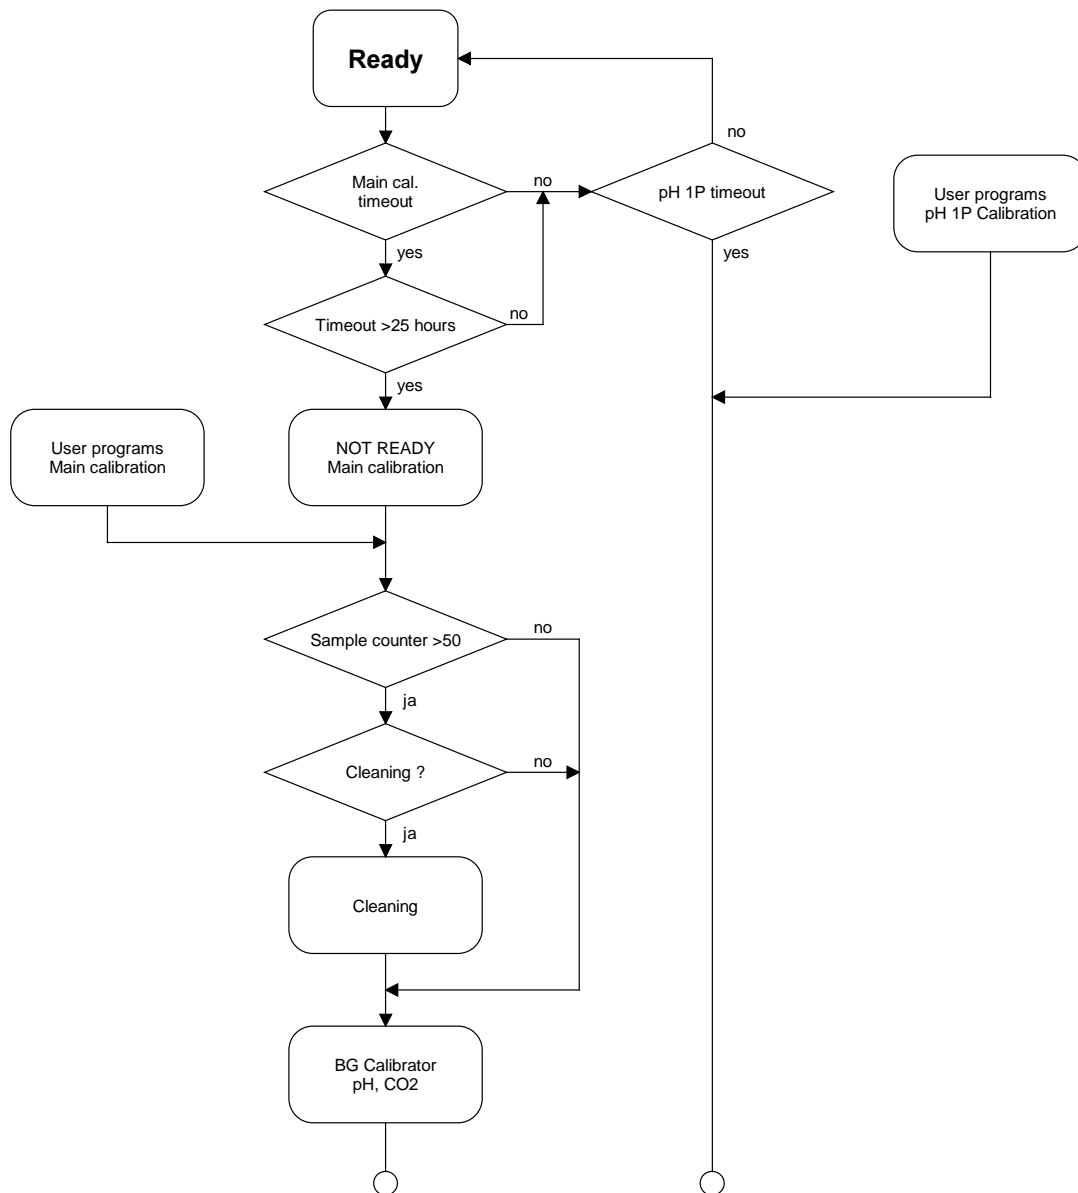 Ready
no
Main cal.
timeout
no
pH 1P timeout
User programs
pH 1P Calibration
yes
yes
Timeout >25 hours
no
yes
User programs
Main calibration
NOT READY
Main calibration
Sample counter >50
no
ja
Cleaning ?
no
ja
Cleaning
BG Calibrator
pH, CO2